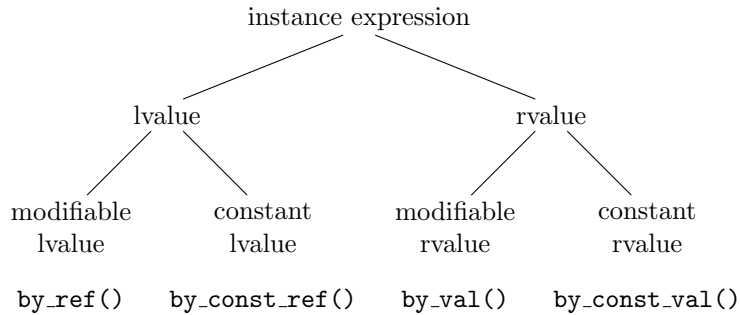 instance expression
lvalue rvalue
modifiable constant modifiable constant
lvalue lvalue rvalue rvalue
by_ref() by_const_ref() by_val() by_const_val()